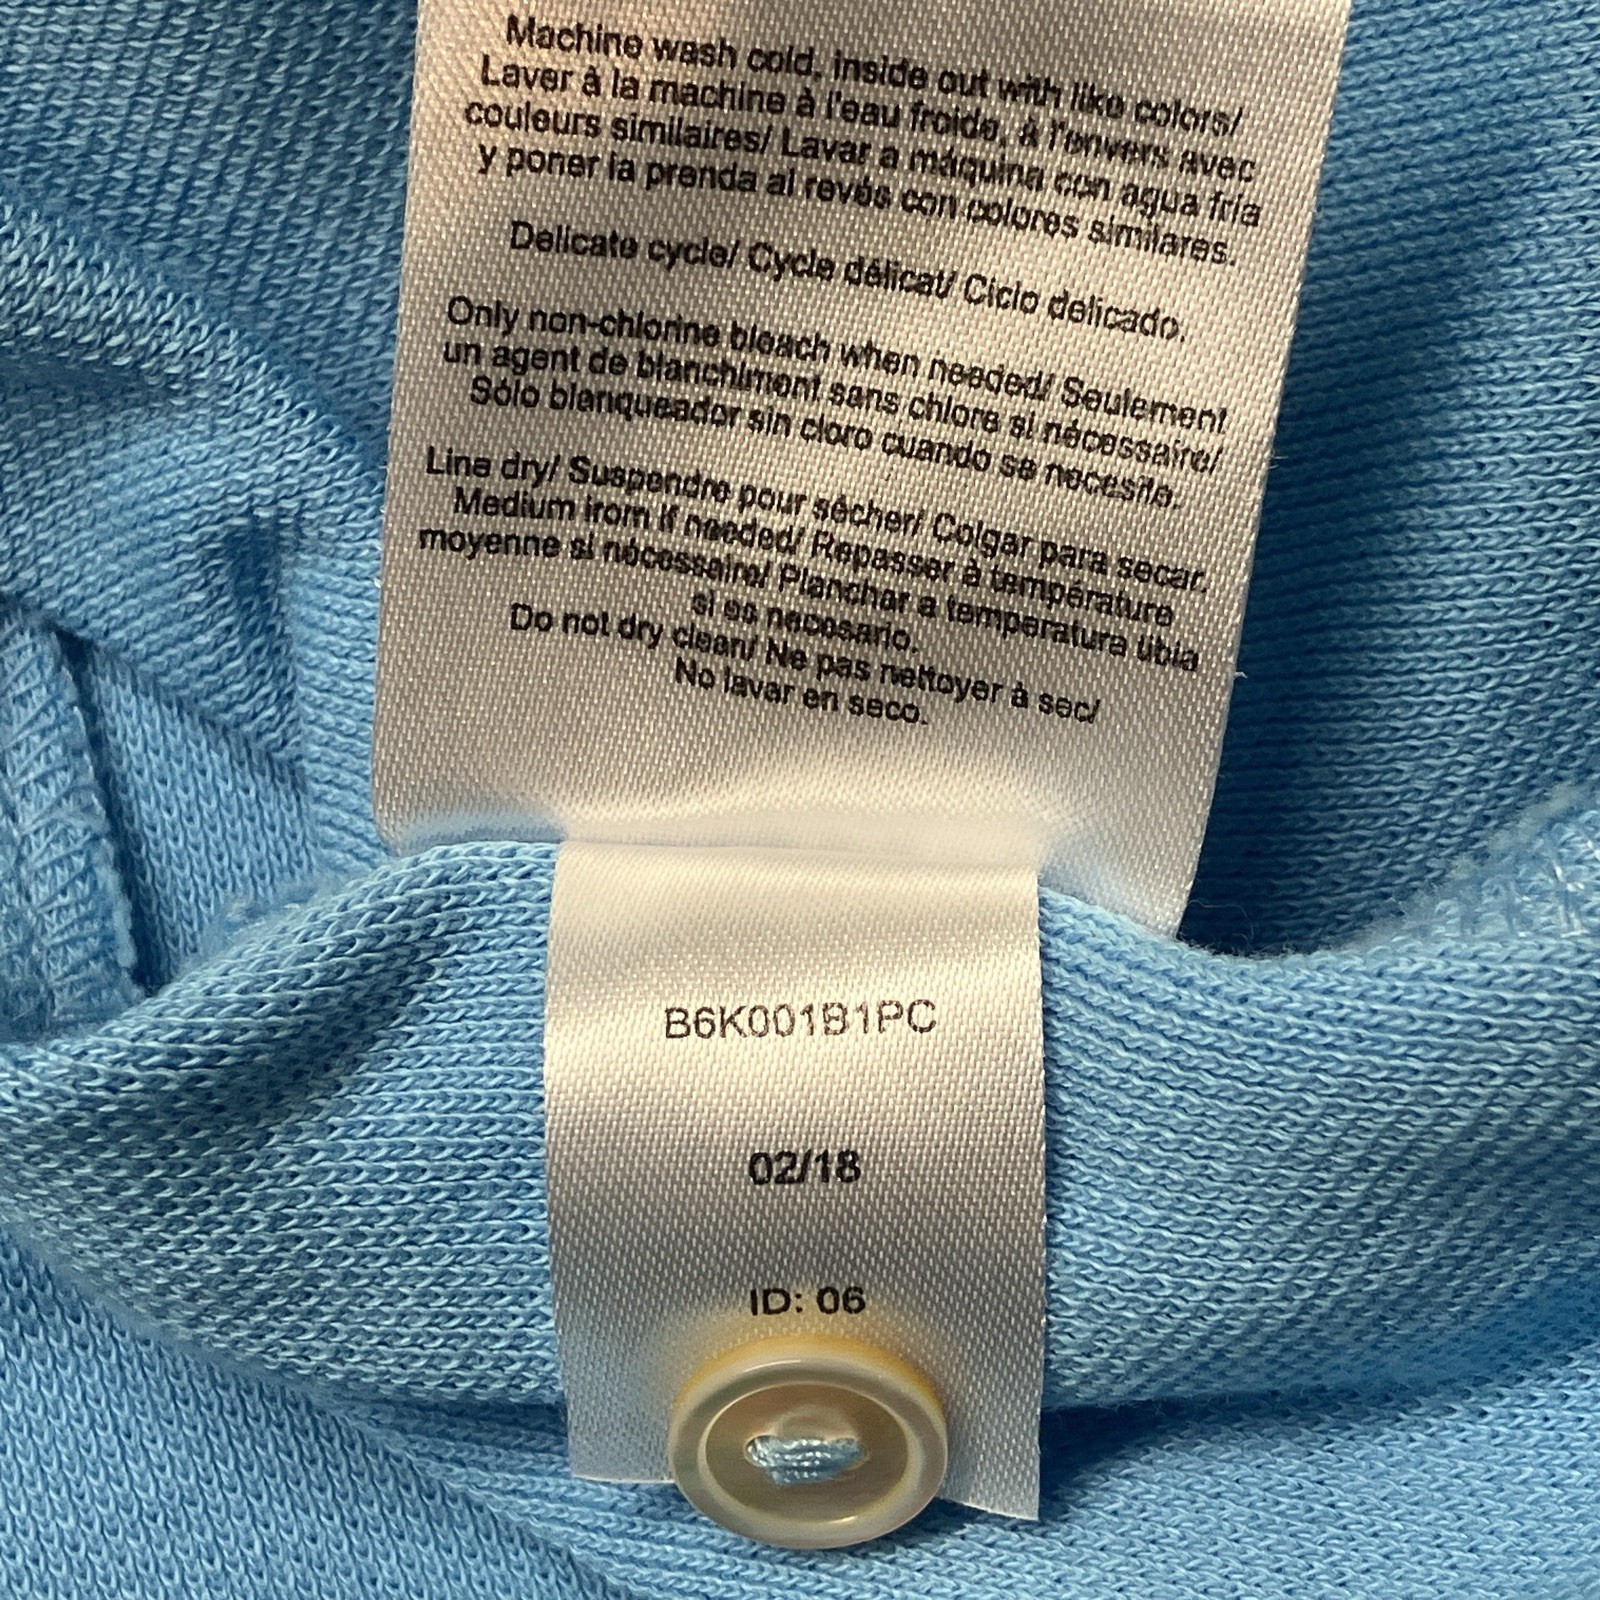 Machine wash cold, inside out with like colors/
Laver à la machine à l'eau froide, à l'envers avec
couleurs similaires/ Lavar a máquina con agua fría
y poner la prenda al revés con colores similares.
Delicate cycle/ Cycle délicat/ Ciclo delicado.
Only non-chlorine bleach when needed/ Seulement
un agent de blanchiment sans chlore si nécessaire/
Sólo blanqueador sin cloro cuando se necesite.
Line dry/ Suspendre pour sécher/ Colgar para secar.
Medium iron if needed/ Repasser à température
moyenne si nécessaire/ Planchar a temperatura tibia
si es necesario.
Do not dry clean/ Ne pas nettoyer à sec/
No lavar en seco.
B6K001B1PC
02/18
ID: 06